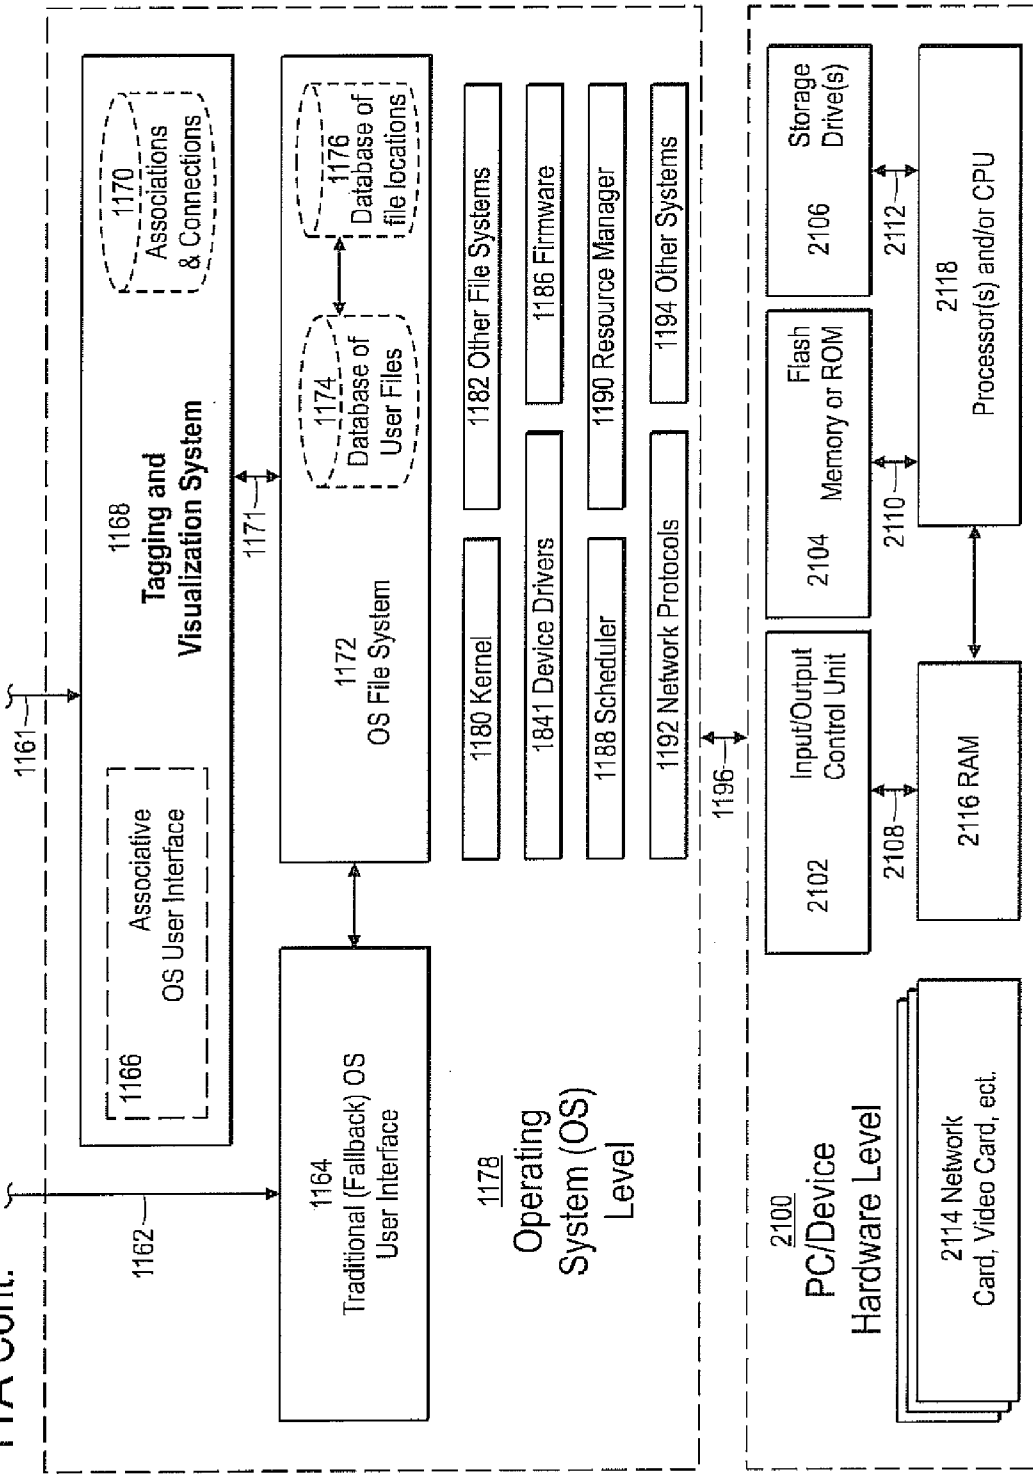 11A Cont.
1161
1162
1168
Tagging and
Visualization System
1166
Associative
OS User Interface
1170
Associations
& Connections
1171
1164
Traditional (Fallback) OS
User Interface
1172
OS File System
1174
Database of
User Files
1176
Database of
file locations
1178
Operating
System (OS)
Level
1180 Kernel
1182 Other File Systems
1841 Device Drivers
1186 Firmware
1188 Scheduler
1190 Resource Manager
1192 Network Protocols
1194 Other Systems
1196
2100
PC/Device
Hardware Level
2102
Input/Output
Control Unit
2104
Flash
Memory or ROM
2106
Storage
Drive(s)
2108
2110
2112
2114 Network
Card, Video Card, ect.
2116 RAM
2118
Processor(s) and/or CPU